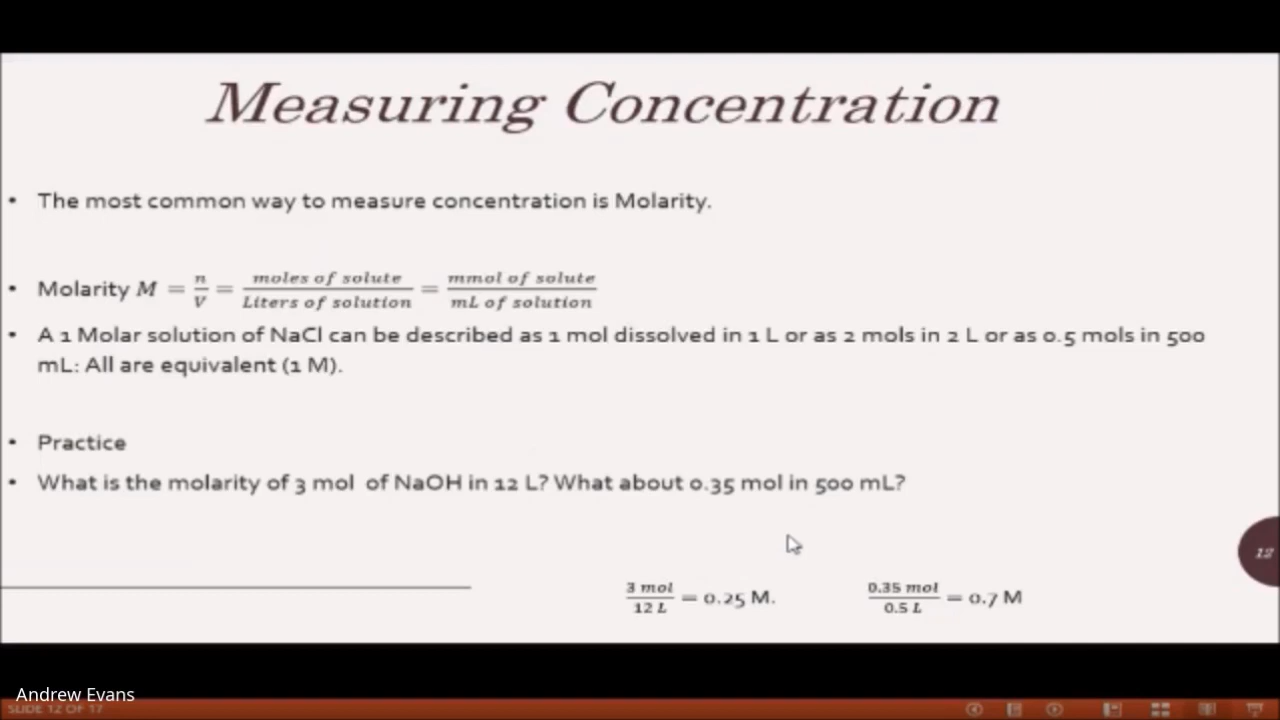 Measuring Concentration
• The most common way to measure concentration is Molarity.
• Molarity M = n/V = moles of solute/Liters of solution = mmol of solute/mL of solution
• A 1 Molar solution of NaCl can be described as 1 mol dissolved in 1 L or as 2 mols in 2 L or as 0.5 mols in 500
mL: All are equivalent (1 M).
• Practice
• What is the molarity of 3 mol of NaOH in 12 L? What about 0.35 mol in 500 mL?
12
3 mol/12 L = 0.25 M. 0.35 mol/0.5 L = 0.7 M
Andrew Evans
SLIDE 12 OF 17